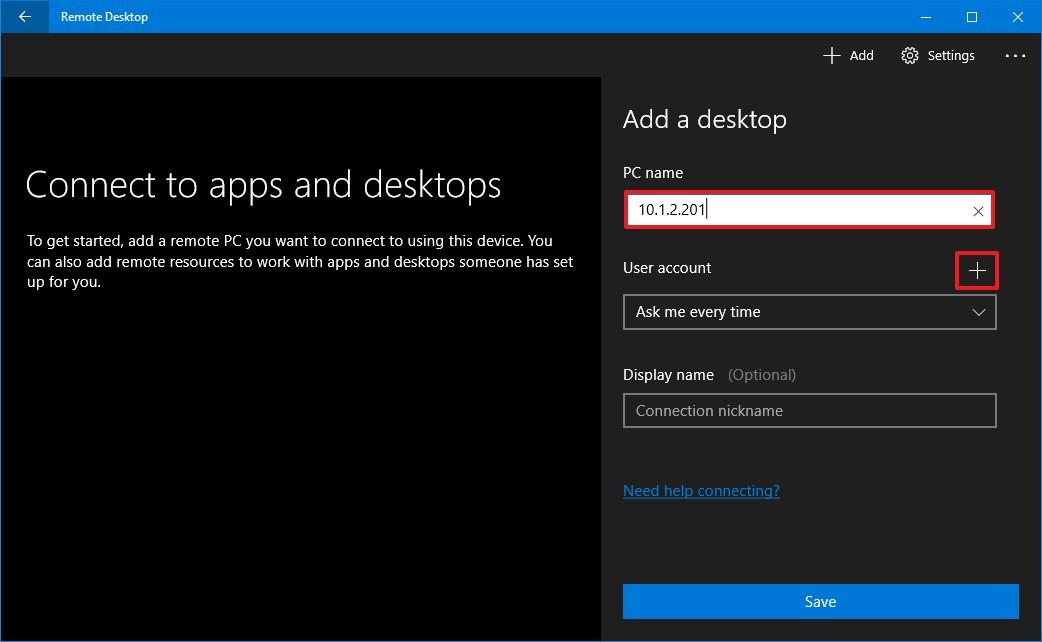 Remote Desktop
Add
Settings
Connect to apps and desktops
To get started, add a remote PC you want to connect to using this device. You
can also add remote resources to work with apps and desktops someone has set
up for you.
Add a desktop
PC name
10.1.2.201
User account
Ask me every time
Display name (Optional)
Connection nickname
Need help connecting?
Save